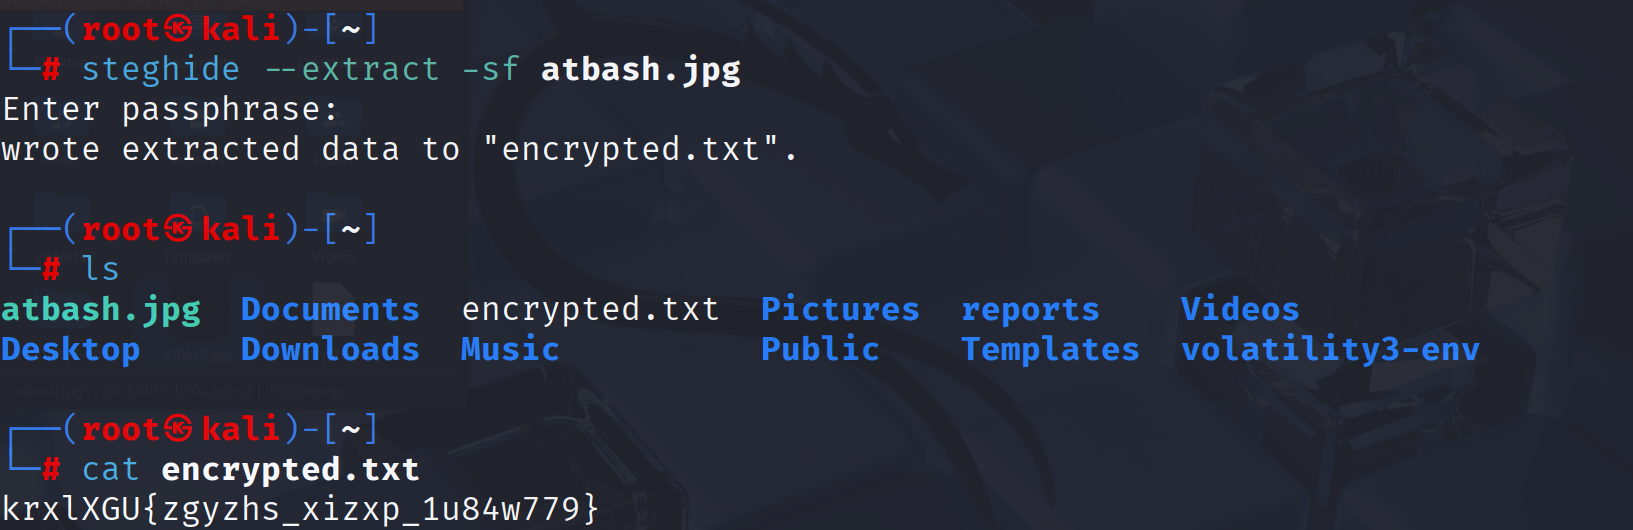 ┌──(root㉿kali)-[~]
└─# steghide --extract -sf atbash.jpg
Enter passphrase:
wrote extracted data to "encrypted.txt".
┌──(root㉿kali)-[~]
└─# ls
atbash.jpg  Documents  encrypted.txt  Pictures  reports    Videos
Desktop     Downloads  Music          Public    Templates  volatility3-env
┌──(root㉿kali)-[~]
└─# cat encrypted.txt
krxlXGU{zgyzhs_xizxp_1u84w779}